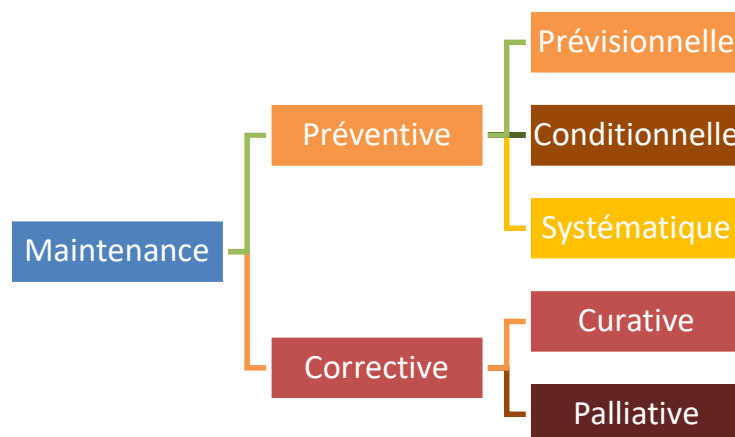 Maintenance
Préventive
Prévisionnelle
Conditionnelle
Systématique
Corrective
Curative
Palliative